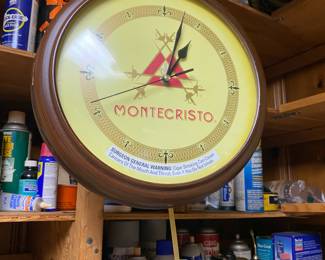 MONTECRISTO.
SURGEON GENERAL WARNING: Cigar Smoking Can Cause
Cancers Of The Mouth And Throat, Even If You Do Not Inhale.